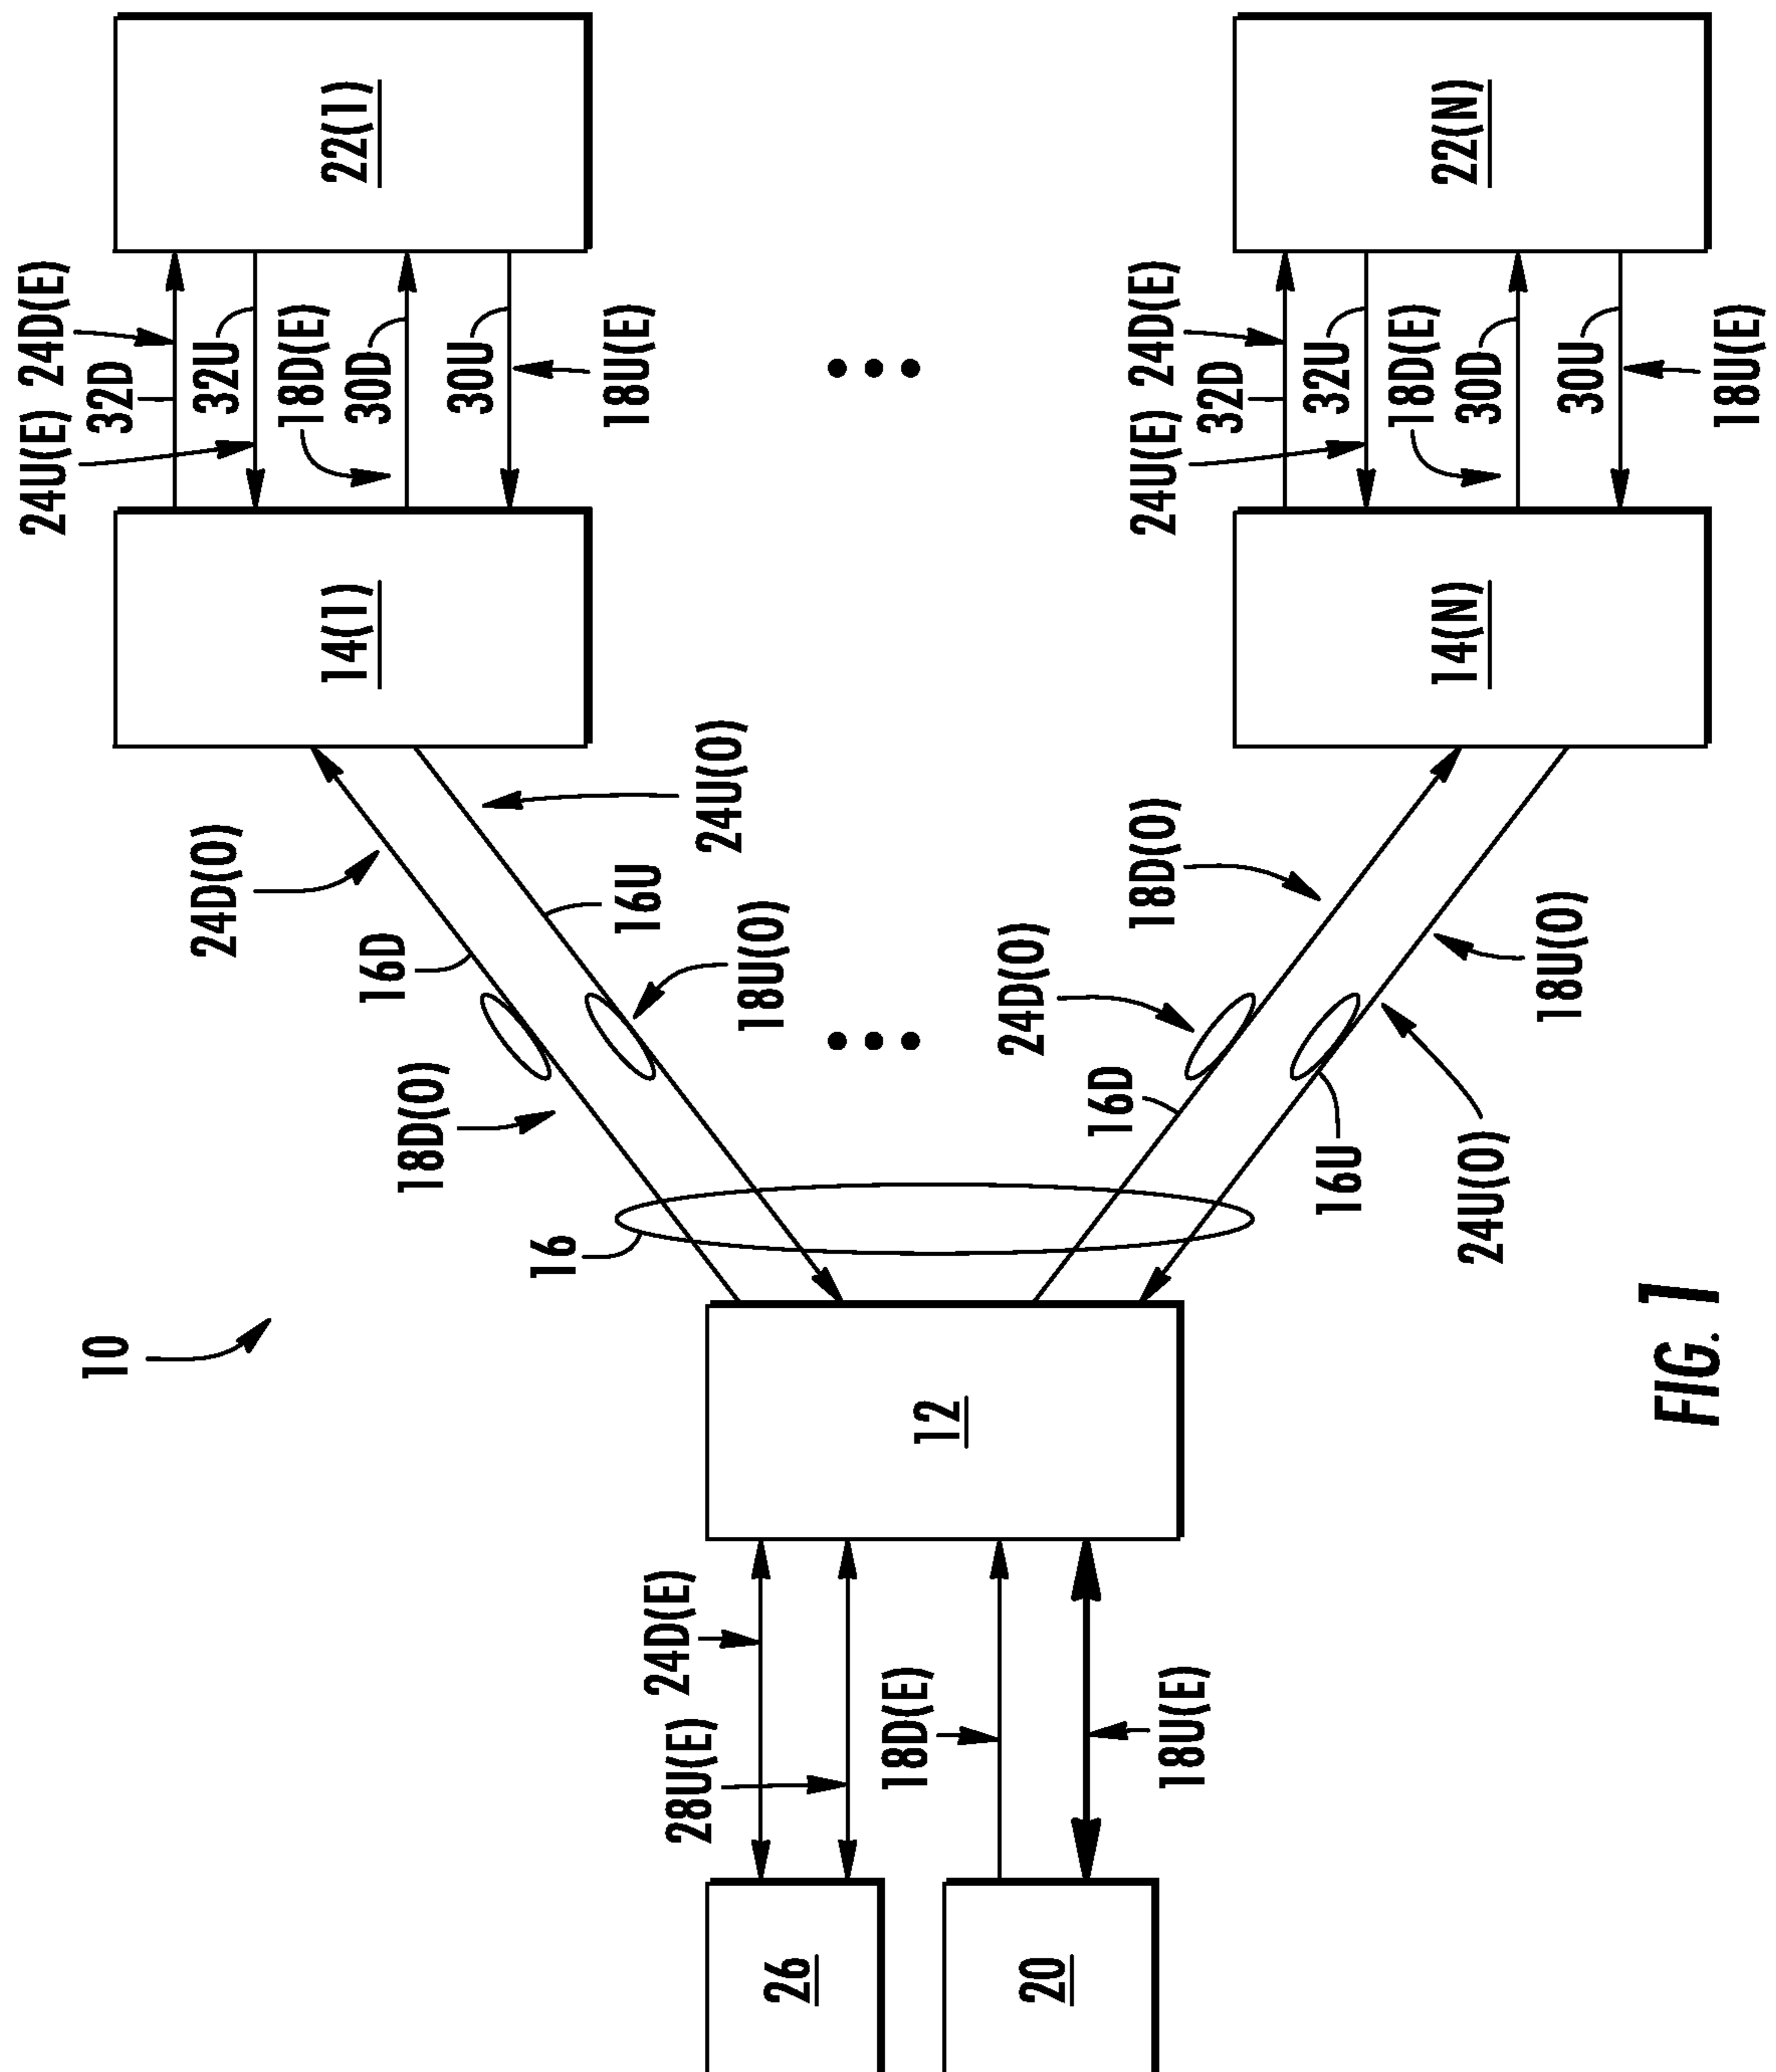 10
26
20
24D(E)
28U(E)
18D(E)
18U(E)
12
16
18D(O)
16D
24D(O)
24U(O)
16U
18U(O)
14(1)
24U(E) 24D(E)
32D
32U
18D(E)
30D
30U
18U(E)
22(1)
24D(O)
16D
18D(O)
18U(O)
16U
24U(O)
14(N)
24U(E) 24D(E)
32D
32U
18D(E)
30D
30U
18U(E)
22(N)
FIG. 1